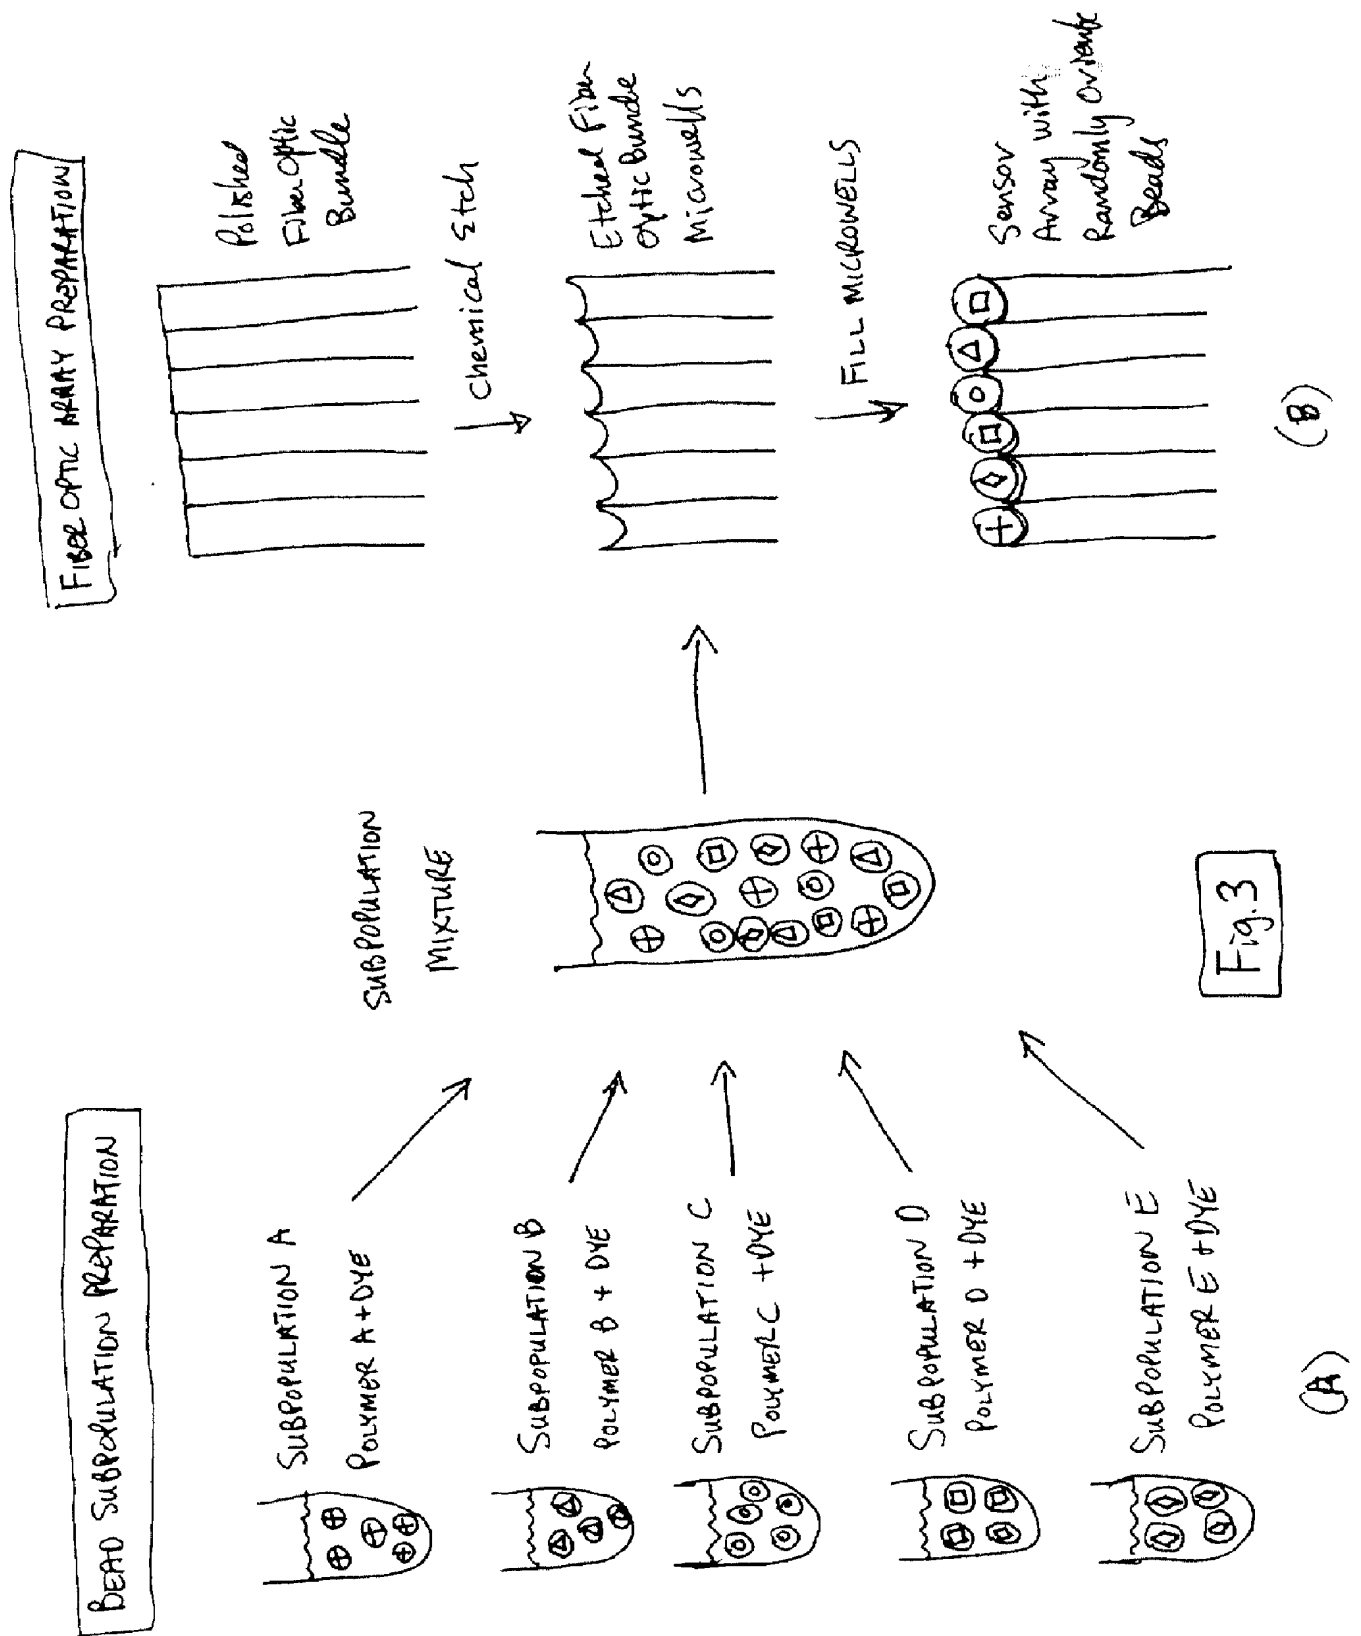 BEAD SUBPOPULATION PREPARATION
SUBPOPULATION A
POLYMER A + DYE
SUBPOPULATION B
POLYMER B + DYE
SUBPOPULATION C
POLYMER C + DYE
SUBPOPULATION D
POLYMER D + DYE
SUBPOPULATION E
POLYMER E + DYE
(A)
SUBPOPULATION
MIXTURE
Fig.3
FIBER OPTIC ARRAY PREPARATION
Polished
Fiber Optic
Bundle
Chemical Etch
Etched Fiber
Optic Bunde
Microwells
FILL MICROWELLS
Sensor
Array with
Randomly
Beads
(B)